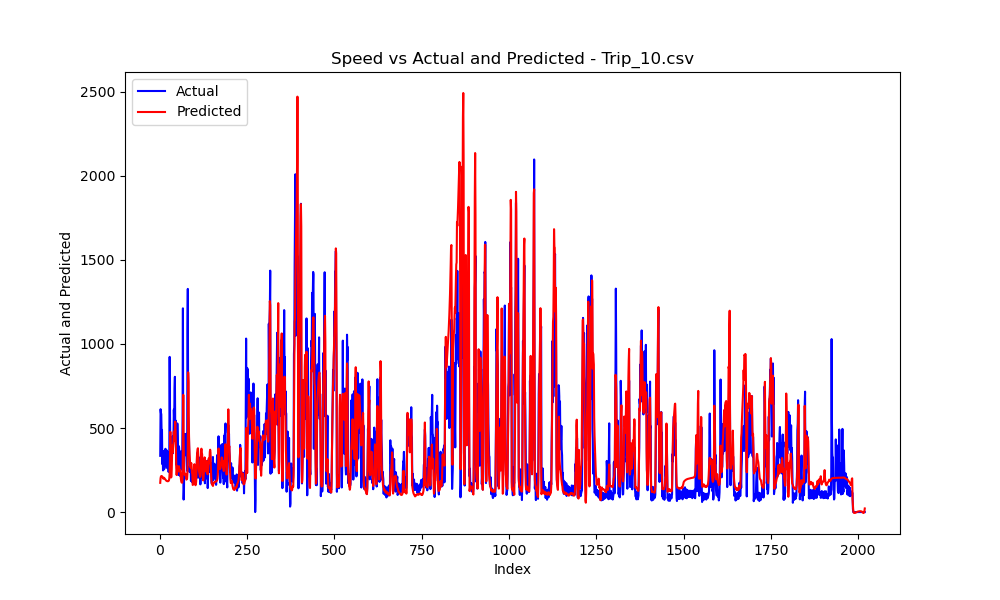 Speed vs Actual and Predicted - Trip_10.csv
Actual
Predicted
2500
2000
1500
1000
500
0
Actual and Predicted
0 250 500 750 1000 1250 1500 1750 2000
Index